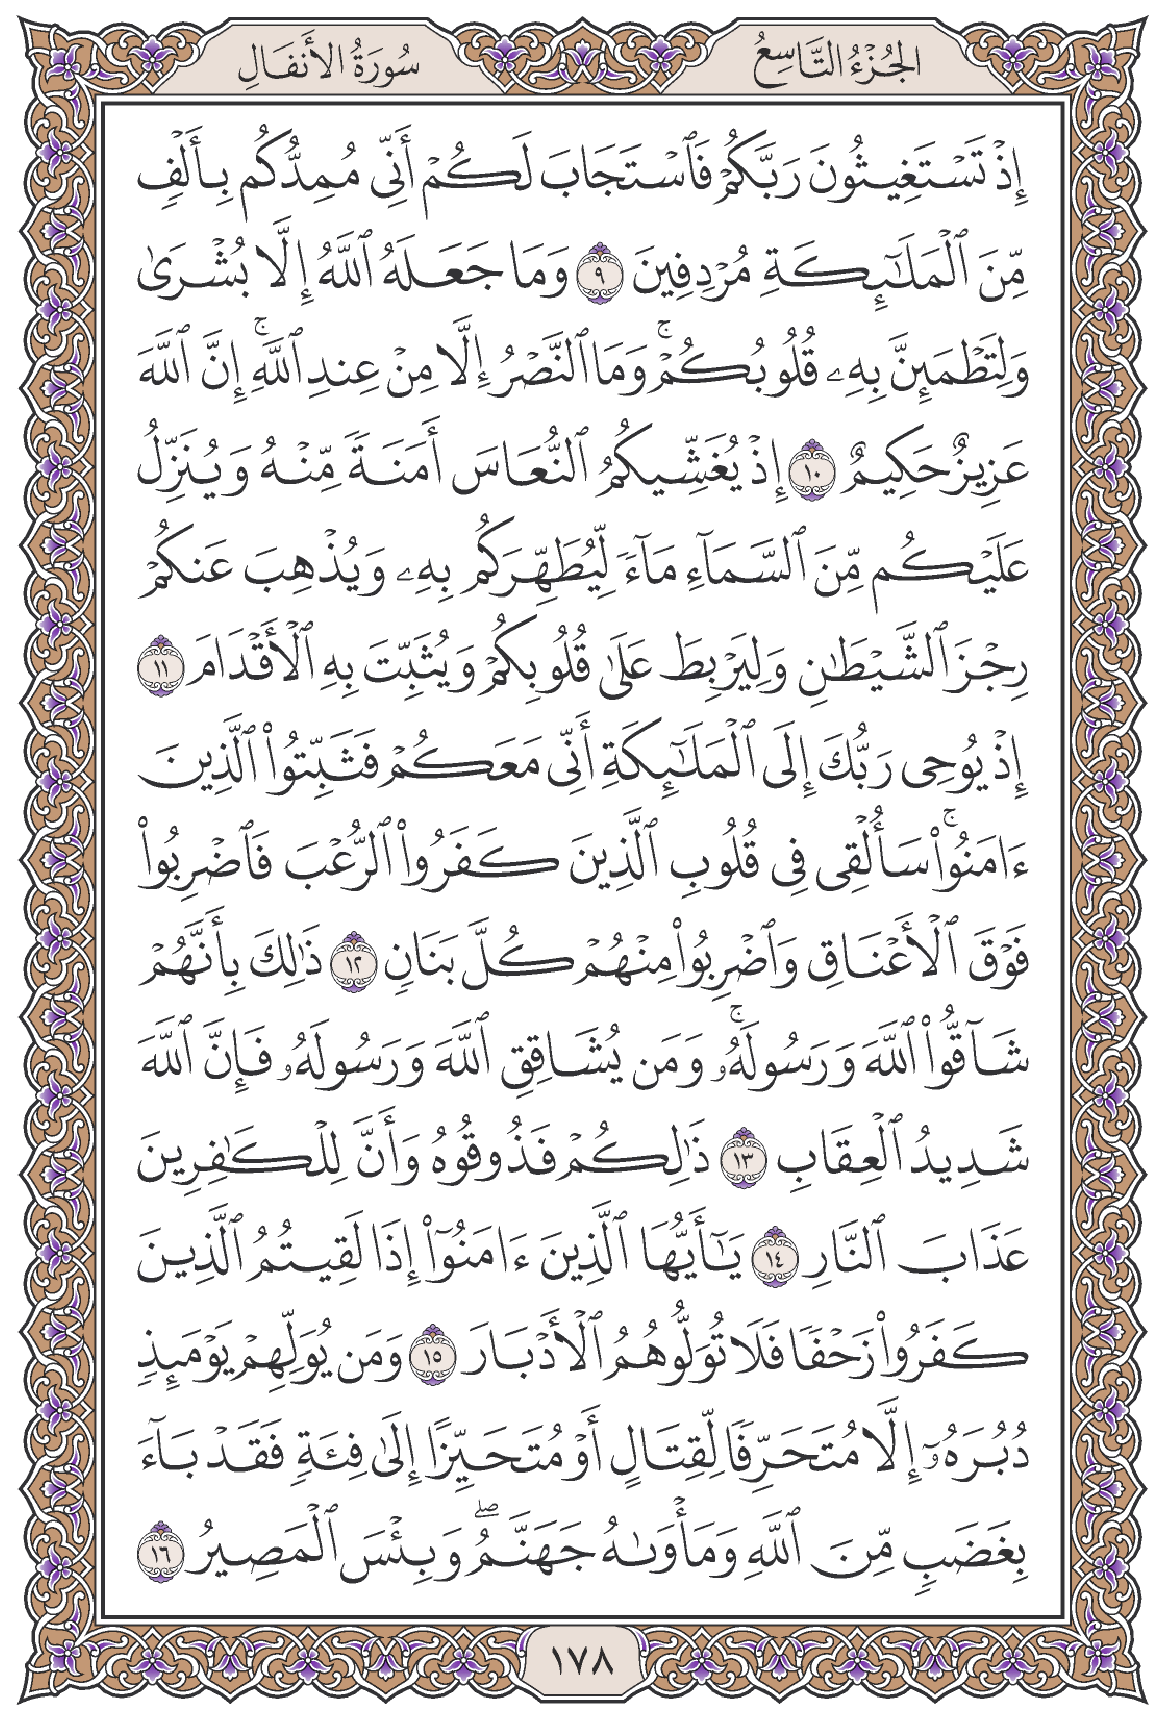 الجُزْءُ التَّاسِعُ
سُورَةُ الأَنفَالِ
إِذْ تَسْتَغِيثُونَ رَبَّكُمْ فَٱسْتَجَابَ لَكُمْ أَنِّى مُمِدُّكُم بِأَلْفٍ
مِّنَ ٱلْمَلَٰٓئِكَةِ مُرْدِفِينَ ٩ وَمَا جَعَلَهُ ٱللَّهُ إِلَّا بُشْرَىٰ
وَلِتَطْمَئِنَّ بِهِۦ قُلُوبُكُمْ ۚ وَمَا ٱلنَّصْرُ إِلَّا مِنْ عِندِ ٱللَّهِ ۚ إِنَّ ٱللَّهَ
عَزِيزٌ حَكِيمٌ ١٠ إِذْ يُغَشِّيكُمُ ٱلنُّعَاسَ أَمَنَةً مِّنْهُ وَيُنَزِّلُ
عَلَيْكُم مِّنَ ٱلسَّمَآءِ مَآءً لِّيُطَهِّرَكُم بِهِۦ وَيُذْهِبَ عَنكُمْ
رِجْزَ ٱلشَّيْطَٰنِ وَلِيَرْبِطَ عَلَىٰ قُلُوبِكُمْ وَيُثَبِّتَ بِهِ ٱلْأَقْدَامَ ١١
إِذْ يُوحِى رَبُّكَ إِلَى ٱلْمَلَٰٓئِكَةِ أَنِّى مَعَكُمْ فَثَبِّتُوا۟ ٱلَّذِينَ
ءَامَنُوا۟ ۚ سَأُلْقِى فِى قُلُوبِ ٱلَّذِينَ كَفَرُوا۟ ٱلرُّعْبَ فَٱضْرِبُوا۟
فَوْقَ ٱلْأَعْنَاقِ وَٱضْرِبُوا۟ مِنْهُمْ كُلَّ بَنَانٍ ١٢ ذَٰلِكَ بِأَنَّهُمْ
شَآقُّوا۟ ٱللَّهَ وَرَسُولَهُۥ ۚ وَمَن يُشَاقِقِ ٱللَّهَ وَرَسُولَهُۥ فَإِنَّ ٱللَّهَ
شَدِيدُ ٱلْعِقَابِ ١٣ ذَٰلِكُمْ فَذُوقُوهُ وَأَنَّ لِلْكَٰفِرِينَ
عَذَابَ ٱلنَّارِ ١٤ يَٰٓأَيُّهَا ٱلَّذِينَ ءَامَنُوٓا۟ إِذَا لَقِيتُمُ ٱلَّذِينَ
كَفَرُوا۟ زَحْفًا فَلَا تُوَلُّوهُمُ ٱلْأَدْبَارَ ١٥ وَمَن يُوَلِّهِمْ يَوْمَئِذٍ
دُبُرَهُۥٓ إِلَّا مُتَحَرِّفًا لِّقِتَالٍ أَوْ مُتَحَيِّزًا إِلَىٰ فِئَةٍ فَقَدْ بَآءَ
بِغَضَبٍ مِّنَ ٱللَّهِ وَمَأْوَىٰهُ جَهَنَّمُ ۖ وَبِئْسَ ٱلْمَصِيرُ ١٦
١٧٨